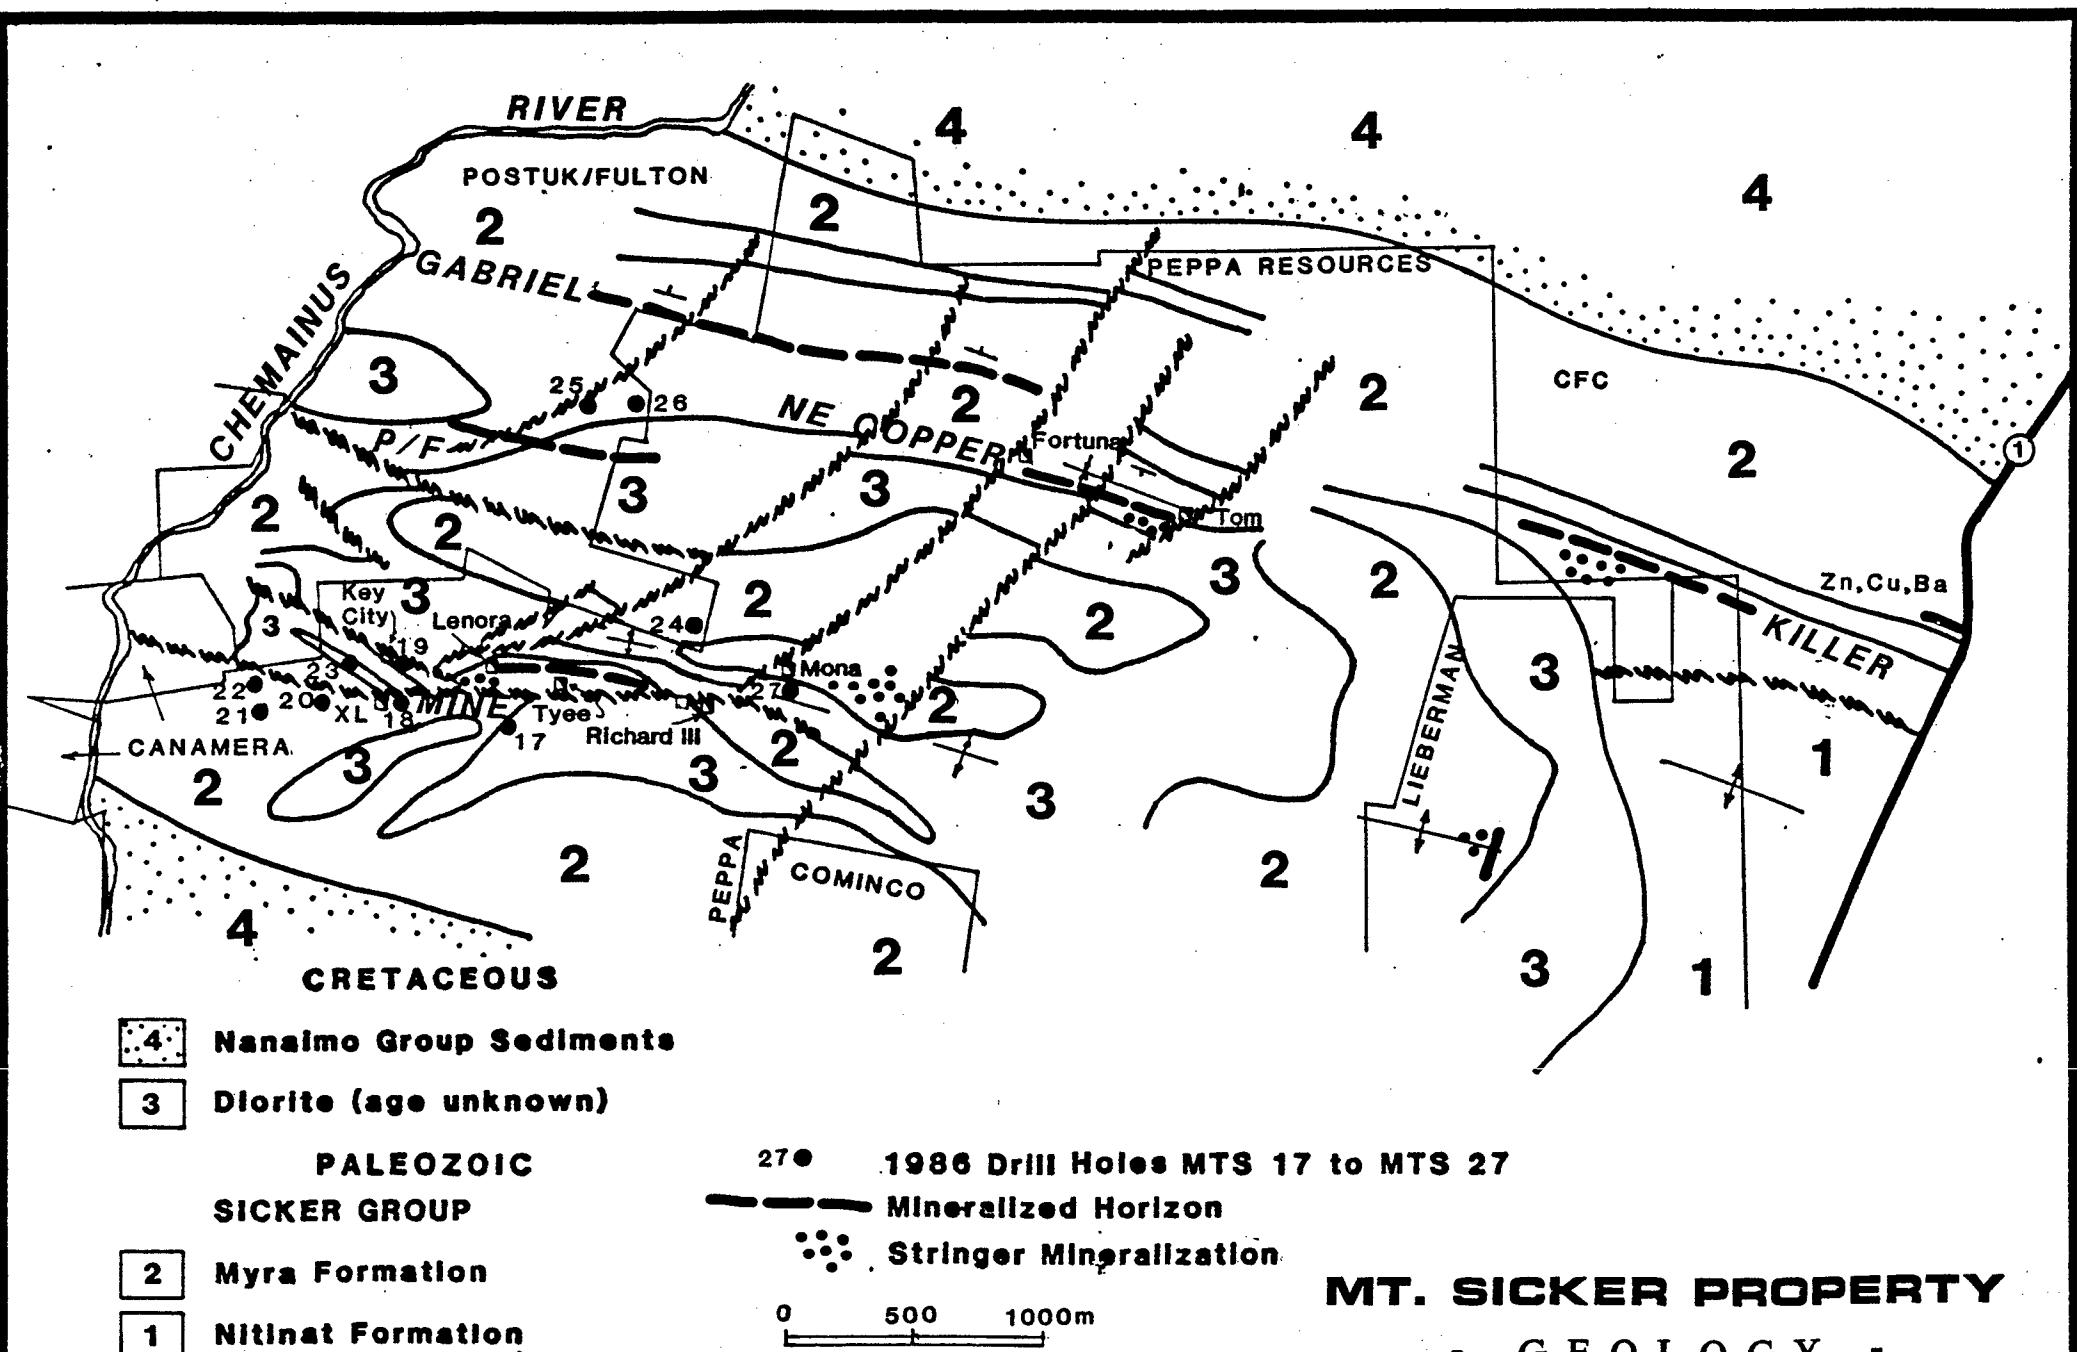 RIVER
4
4
4
POSTUK/FULTON
2
2
GABRIEL
PEPPA RESOURCES
CHEMAINUS
3
25
26
2
2
CFC
NE COPPER
P/F
Fortuna
2
1
2
3
3
2
Tom
Zn,Cu,Ba
Key
City
3
Lenora
24
2
2
3
2
3
19
KILLER
23
22
20
21
XL
18
MINE
17
Tyee
Richard III
Mona
27
2
3
LIEBERMAN
CANAMERA
2
3
3
2
3
1
2
PEPPA
COMINCO
2
2
3
1
4
CRETACEOUS
4 Nanaimo Group Sediments
3 Diorite (age unknown)
PALEOZOIC
SICKER GROUP
2 Myra Formation
1 Nitinat Formation
27 1986 Drill Holes MTS 17 to MTS 27
Mineralized Horizon
Stringer Mineralization
0 500 1000m
MT. SICKER PROPERTY
- GEOLOGY -